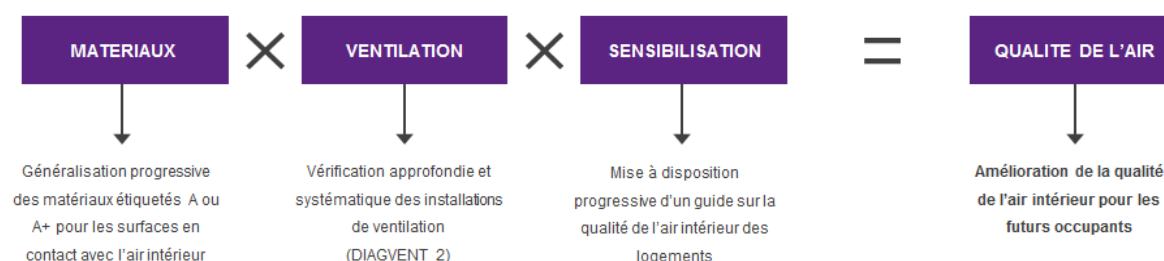 MATERIAUX
VENTILATION
SENSIBILISATION
=
QUALITE DE L'AIR
Généralisation progressive
des matériaux étiquetés A ou
A+ pour les surfaces en
contact avec l'air intérieur
Vérification approfondie et
systématique des installations
de ventilation
(DIAGVENT 2)
Mise à disposition
progressive d'un guide sur la
qualité de l'air intérieur des
logements
Amélioration de la qualité
de l'air intérieur pour les
futurs occupants